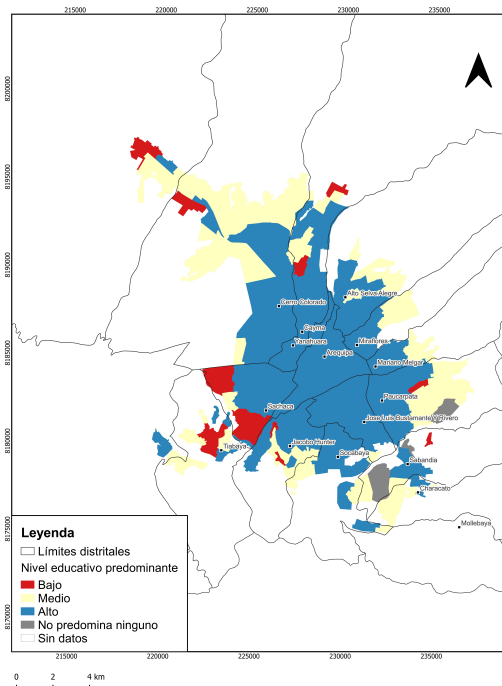 215000 220000 225000 230000 235000
8200000
8195000
8190000
8185000
8180000
8175000
8170000
Alto Selva Alegre
Cerro Colorado
Cayma
Yanahuara
Miraflores
Arequipa
Mariano Melgar
Paucarpata
Sachaca
Jose Luis Bustamante Y Rivero
Jacobo Hunter
Tiabaya
Socabaya
Sabandia
Characato
Mollebaya
Leyenda
Límites distritales
Nivel educativo predominante
Bajo
Medio
Alto
No predomina ninguno
Sin datos
215000 220000 225000 230000 235000
0 2 4 km